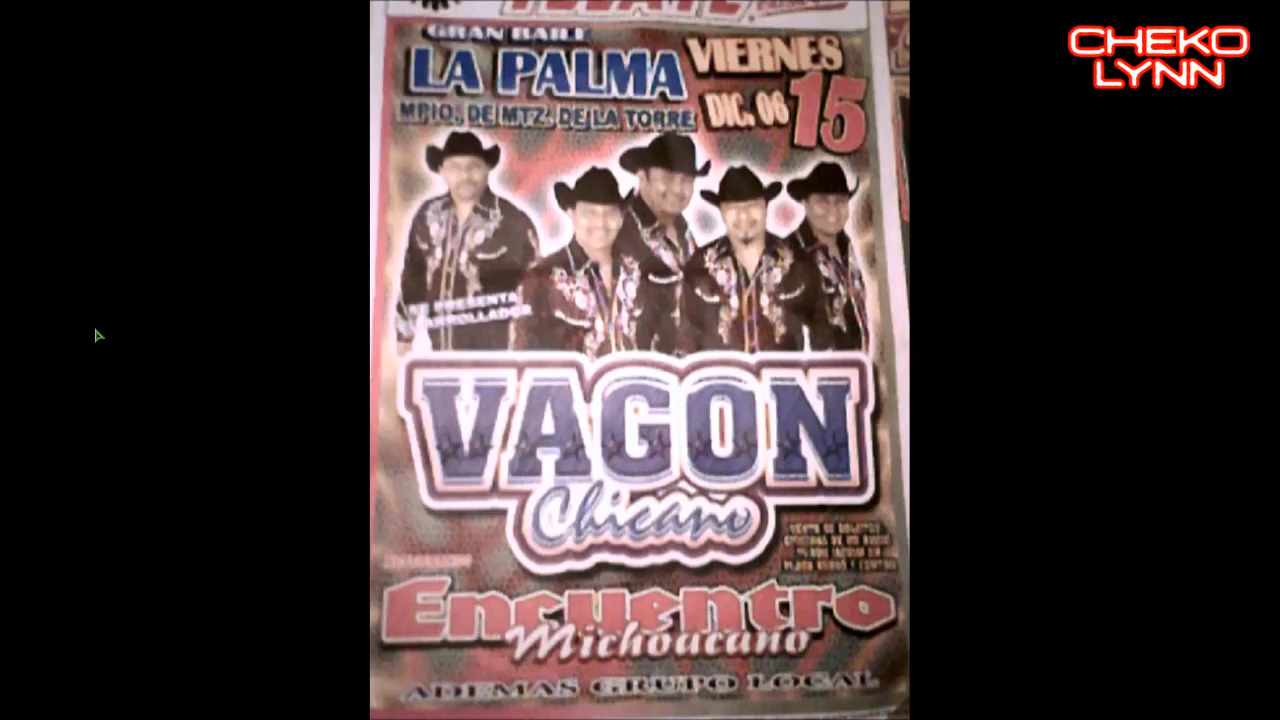 GRAN BAILE
LA PALMA
MPIO. DE MTZ. DE LA TORRE
VIERNES
DIC. 06 15
CHEKO
LYNN
SE PRESENTA
VAGON
Chicano
Encuentro
Michoacano
ADEMAS GRUPO LOCAL